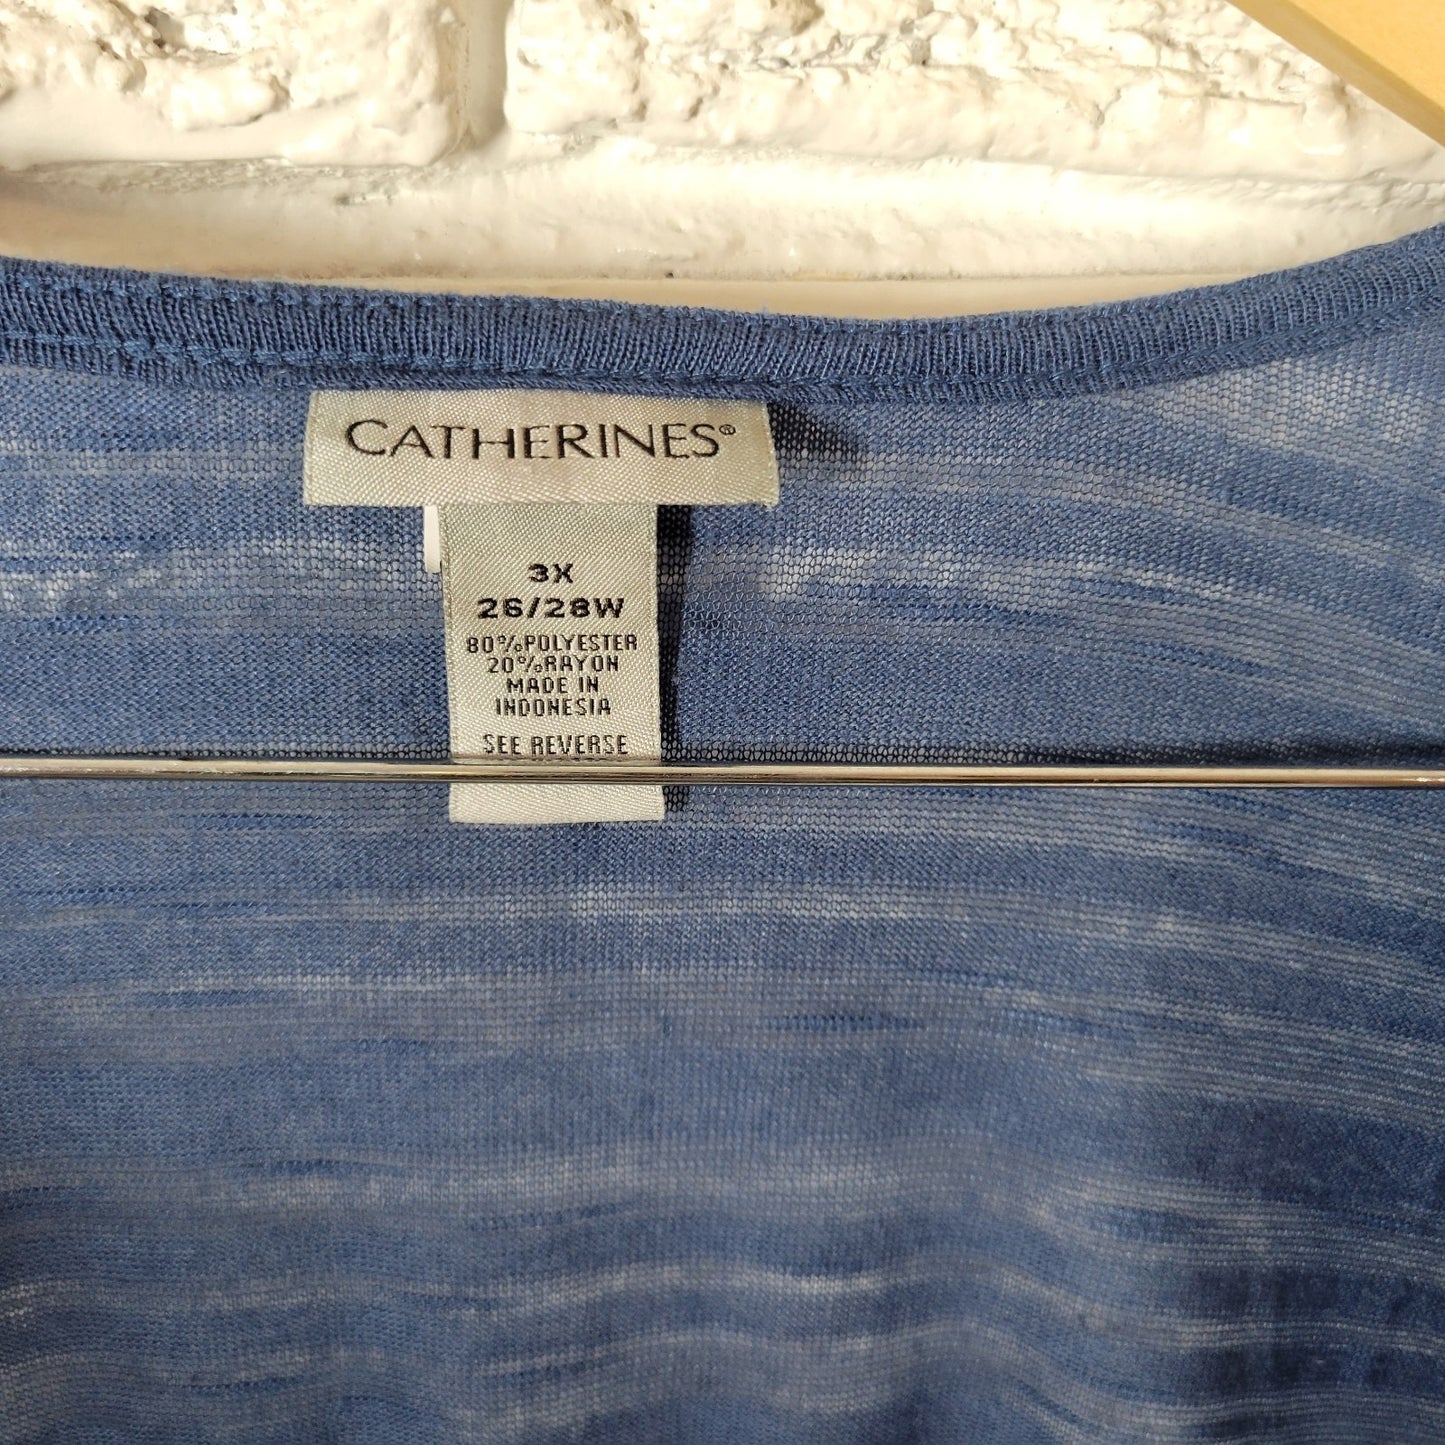 CATHERINES®
3X
26/28W
80%POLYESTER
20%RAYON
MADE IN
INDONESIA
SEE REVERSE